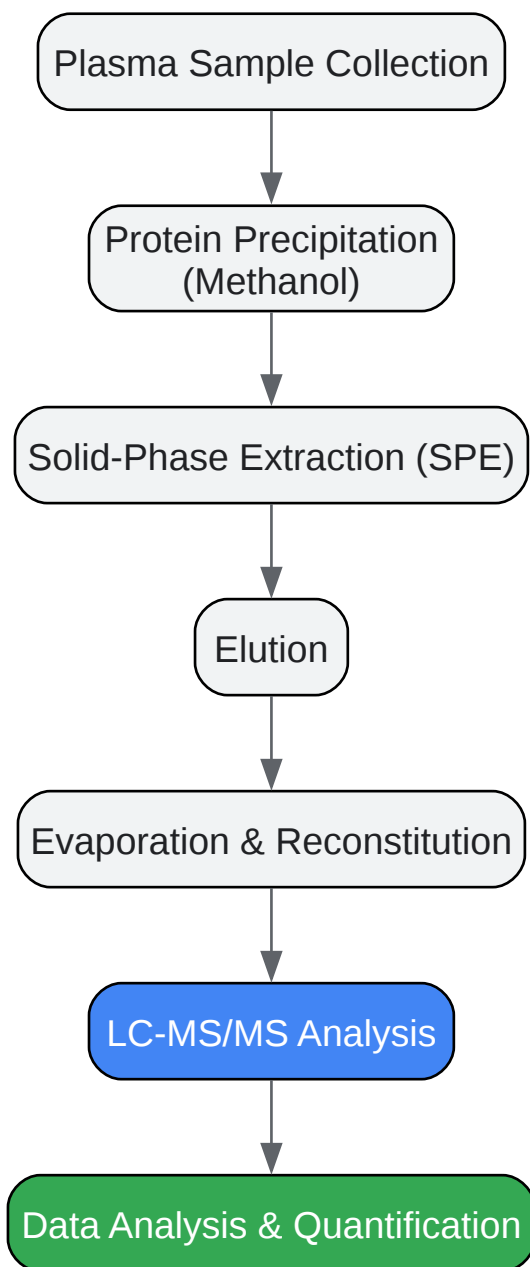 Plasma Sample Collection
Protein Precipitation
(Methanol)
Solid-Phase Extraction (SPE)
Elution
Evaporation & Reconstitution
LC-MS/MS Analysis
Data Analysis & Quantification